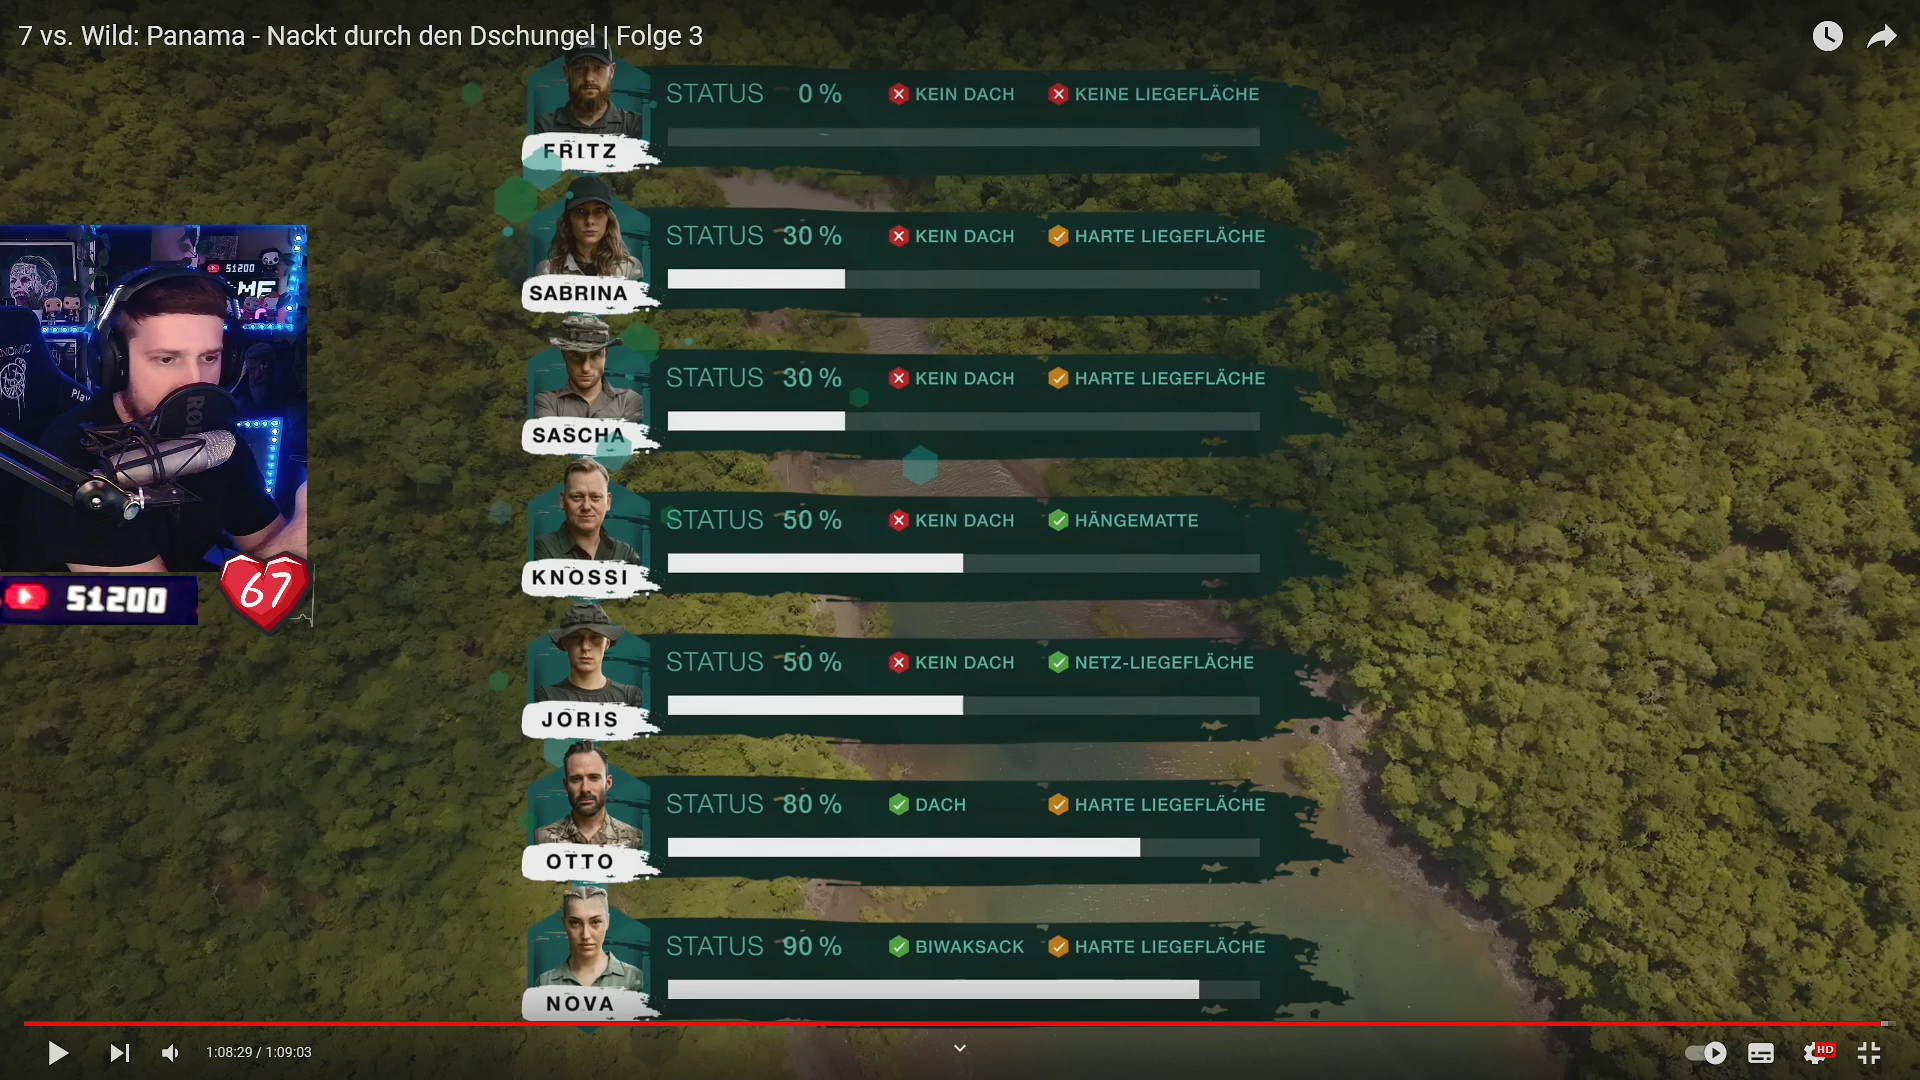 7 vs. Wild: Panama - Nackt durch den Dschungel | Folge 3
STATUS 0 % KEIN DACH KEINE LIEGEFLÄCHE
FRITZ
STATUS 30 % KEIN DACH HARTE LIEGEFLÄCHE
SABRINA
STATUS 30 % KEIN DACH HARTE LIEGEFLÄCHE
SASCHA
STATUS 50 % KEIN DACH HÄNGEMATTE
KNOSSI
STATUS 50 % KEIN DACH NETZ-LIEGEFLÄCHE
JORIS
STATUS 80 % DACH HARTE LIEGEFLÄCHE
OTTO
STATUS 90 % BIWAKSACK HARTE LIEGEFLÄCHE
NOVA
51200
RØDE
51200
67
1:08:29 / 1:09:03
HD